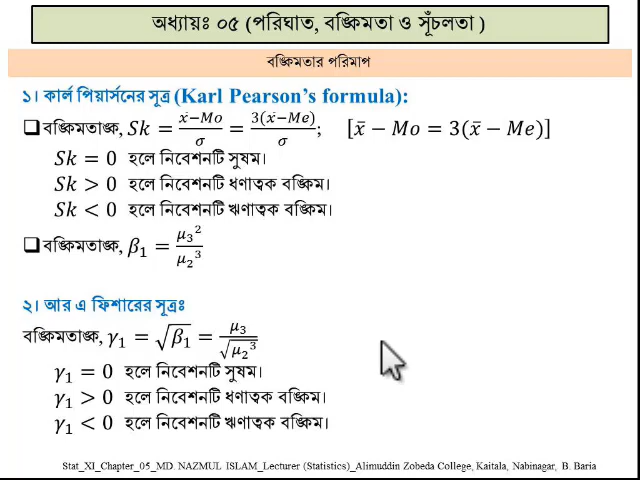 অধ্যায়ঃ ০৫ (পরিঘাত, বঙ্কিমতা ও সূঁচলতা )
বঙ্কিমতার পরিমাপ
১। কার্ল পিয়ার্সনের সূত্র (Karl Pearson's formula):
❑বঙ্কিমতাঙ্ক, Sk = (x̄−Mo)/σ = 3(x̄−Me)/σ; [x̄ − Mo = 3(x̄ − Me)]
Sk = 0 হলে নিবেশনটি সুষম।
Sk > 0 হলে নিবেশনটি ধণাত্বক বঙ্কিম।
Sk < 0 হলে নিবেশনটি ঋণাত্বক বঙ্কিম।
❑বঙ্কিমতাঙ্ক, β₁ = μ₃²/μ₂³
২। আর এ ফিশারের সূত্রঃ
বঙ্কিমতাঙ্ক, γ₁ = √β₁ = μ₃/√μ₂³
γ₁ = 0 হলে নিবেশনটি সুষম।
γ₁ > 0 হলে নিবেশনটি ধণাত্বক বঙ্কিম।
γ₁ < 0 হলে নিবেশনটি ঋণাত্বক বঙ্কিম।
Stat_XI_Chapter_05_MD. NAZMUL ISLAM_Lecturer (Statistics)_Alimuddin Zobeda College, Kaitala, Nabinagar, B. Baria